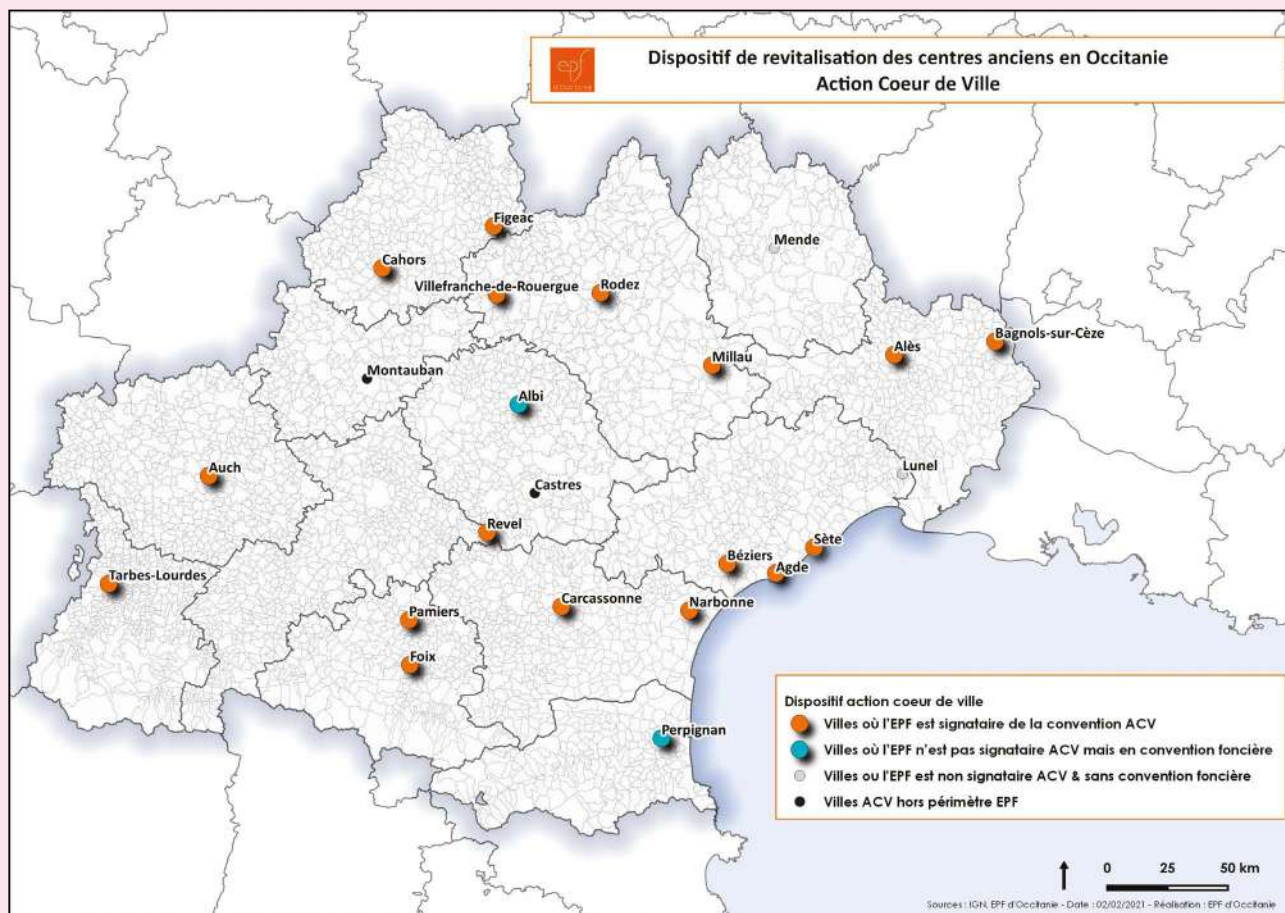 epf
Dispositif de revitalisation des centres anciens en Occitanie
Action Coeur de Ville
Figeac
Mende
Cahors
Villefranche-de-Rouergue
Rodez
Bagnols-sur-Cèze
Alès
Millau
Montauban
Albi
Auch
Lunel
Castres
Revel
Sète
Béziers
Agde
Tarbes-Lourdes
Carcassonne
Narbonne
Pamiers
Foix
Perpignan
Dispositif action coeur de ville
Villes où l'EPF est signataire de la convention ACV
Villes où l'EPF n'est pas signataire ACV mais en convention foncière
Villes ou l'EPF est non signataire ACV & sans convention foncière
Villes ACV hors périmètre EPF
0 25 50 km
Sources : IGN, EPF d'Occitanie - Date : 02/02/2021 - Réalisation : EPF d'Occitanie